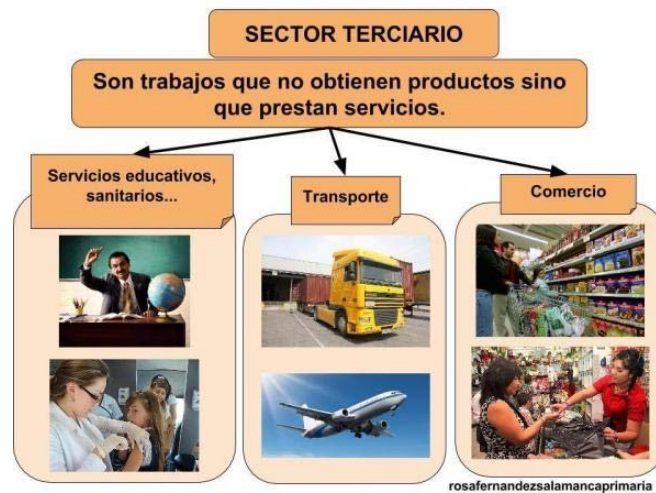 SECTOR TERCIARIO
Son trabajos que no obtienen productos sino
que prestan servicios.
Servicios educativos,
sanitarios...
Transporte
Comercio
rosafernandezsalamancaprimaria